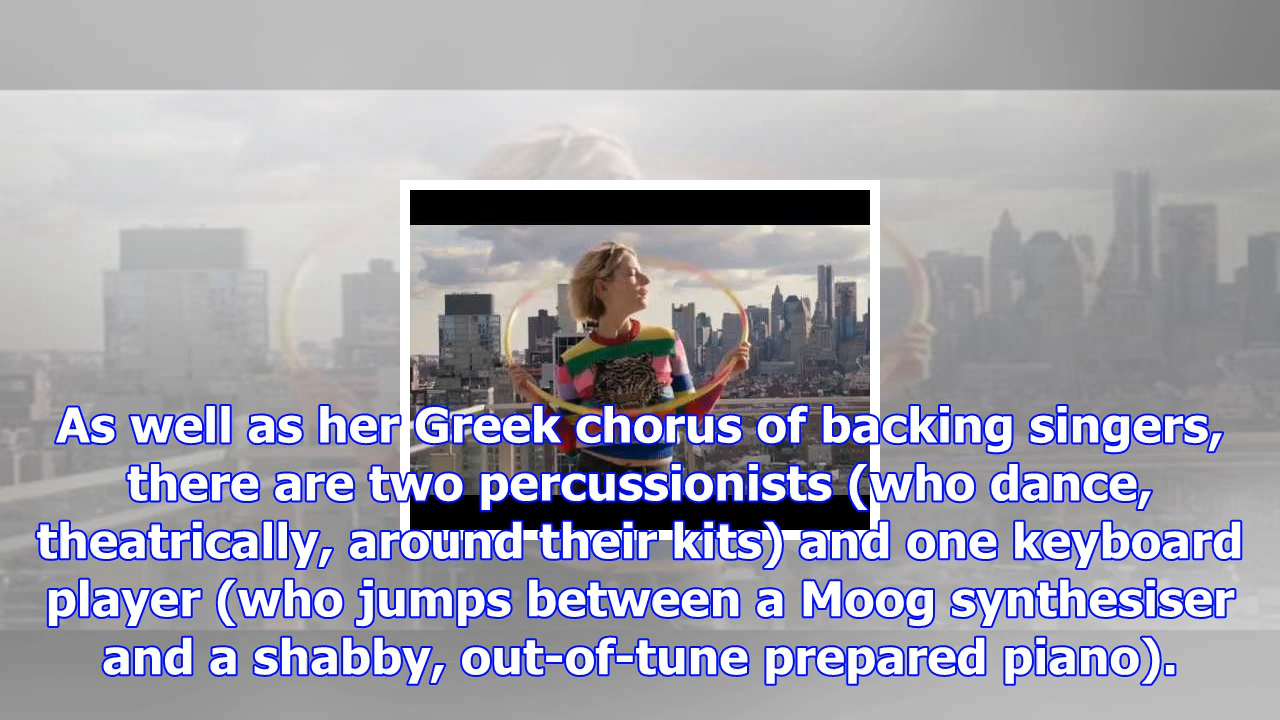 As well as her Greek chorus of backing singers,
there are two percussionists (who dance,
theatrically, around their kits) and one keyboard
player (who jumps between a Moog synthesiser
and a shabby, out-of-tune prepared piano).